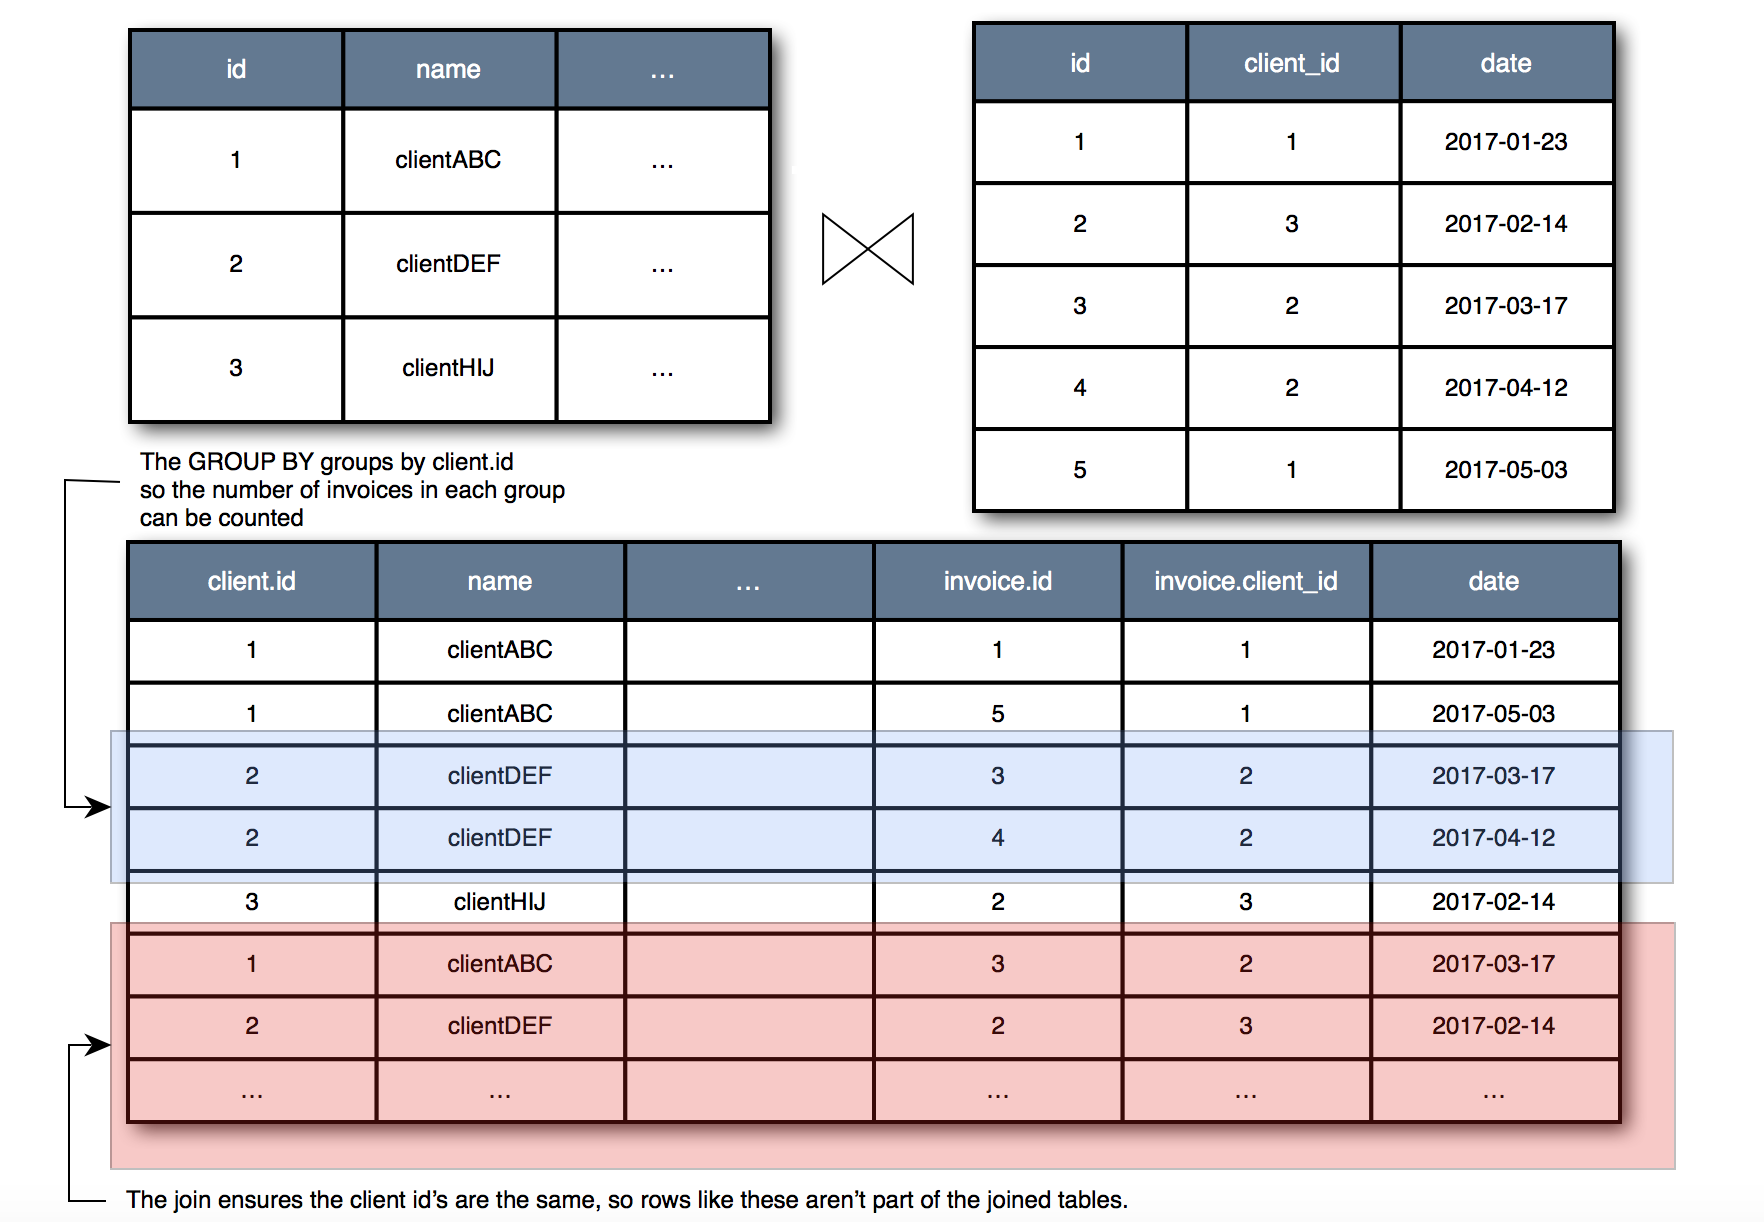 id name ...
1 clientABC ...
2 clientDEF ...
3 clientHIJ ...
id client_id date
1 1 2017-01-23
2 3 2017-02-14
3 2 2017-03-17
4 2 2017-04-12
5 1 2017-05-03
The GROUP BY groups by client.id
so the number of invoices in each group
can be counted
client.id name ... invoice.id invoice.client_id date
1 clientABC 1 1 2017-01-23
1 clientABC 5 1 2017-05-03
2 clientDEF 3 2 2017-03-17
2 clientDEF 4 2 2017-04-12
3 clientHIJ 2 3 2017-02-14
1 clientABC 3 2 2017-03-17
2 clientDEF 2 3 2017-02-14
... ... ... ... ...
The join ensures the client id’s are the same, so rows like these aren’t part of the joined tables.